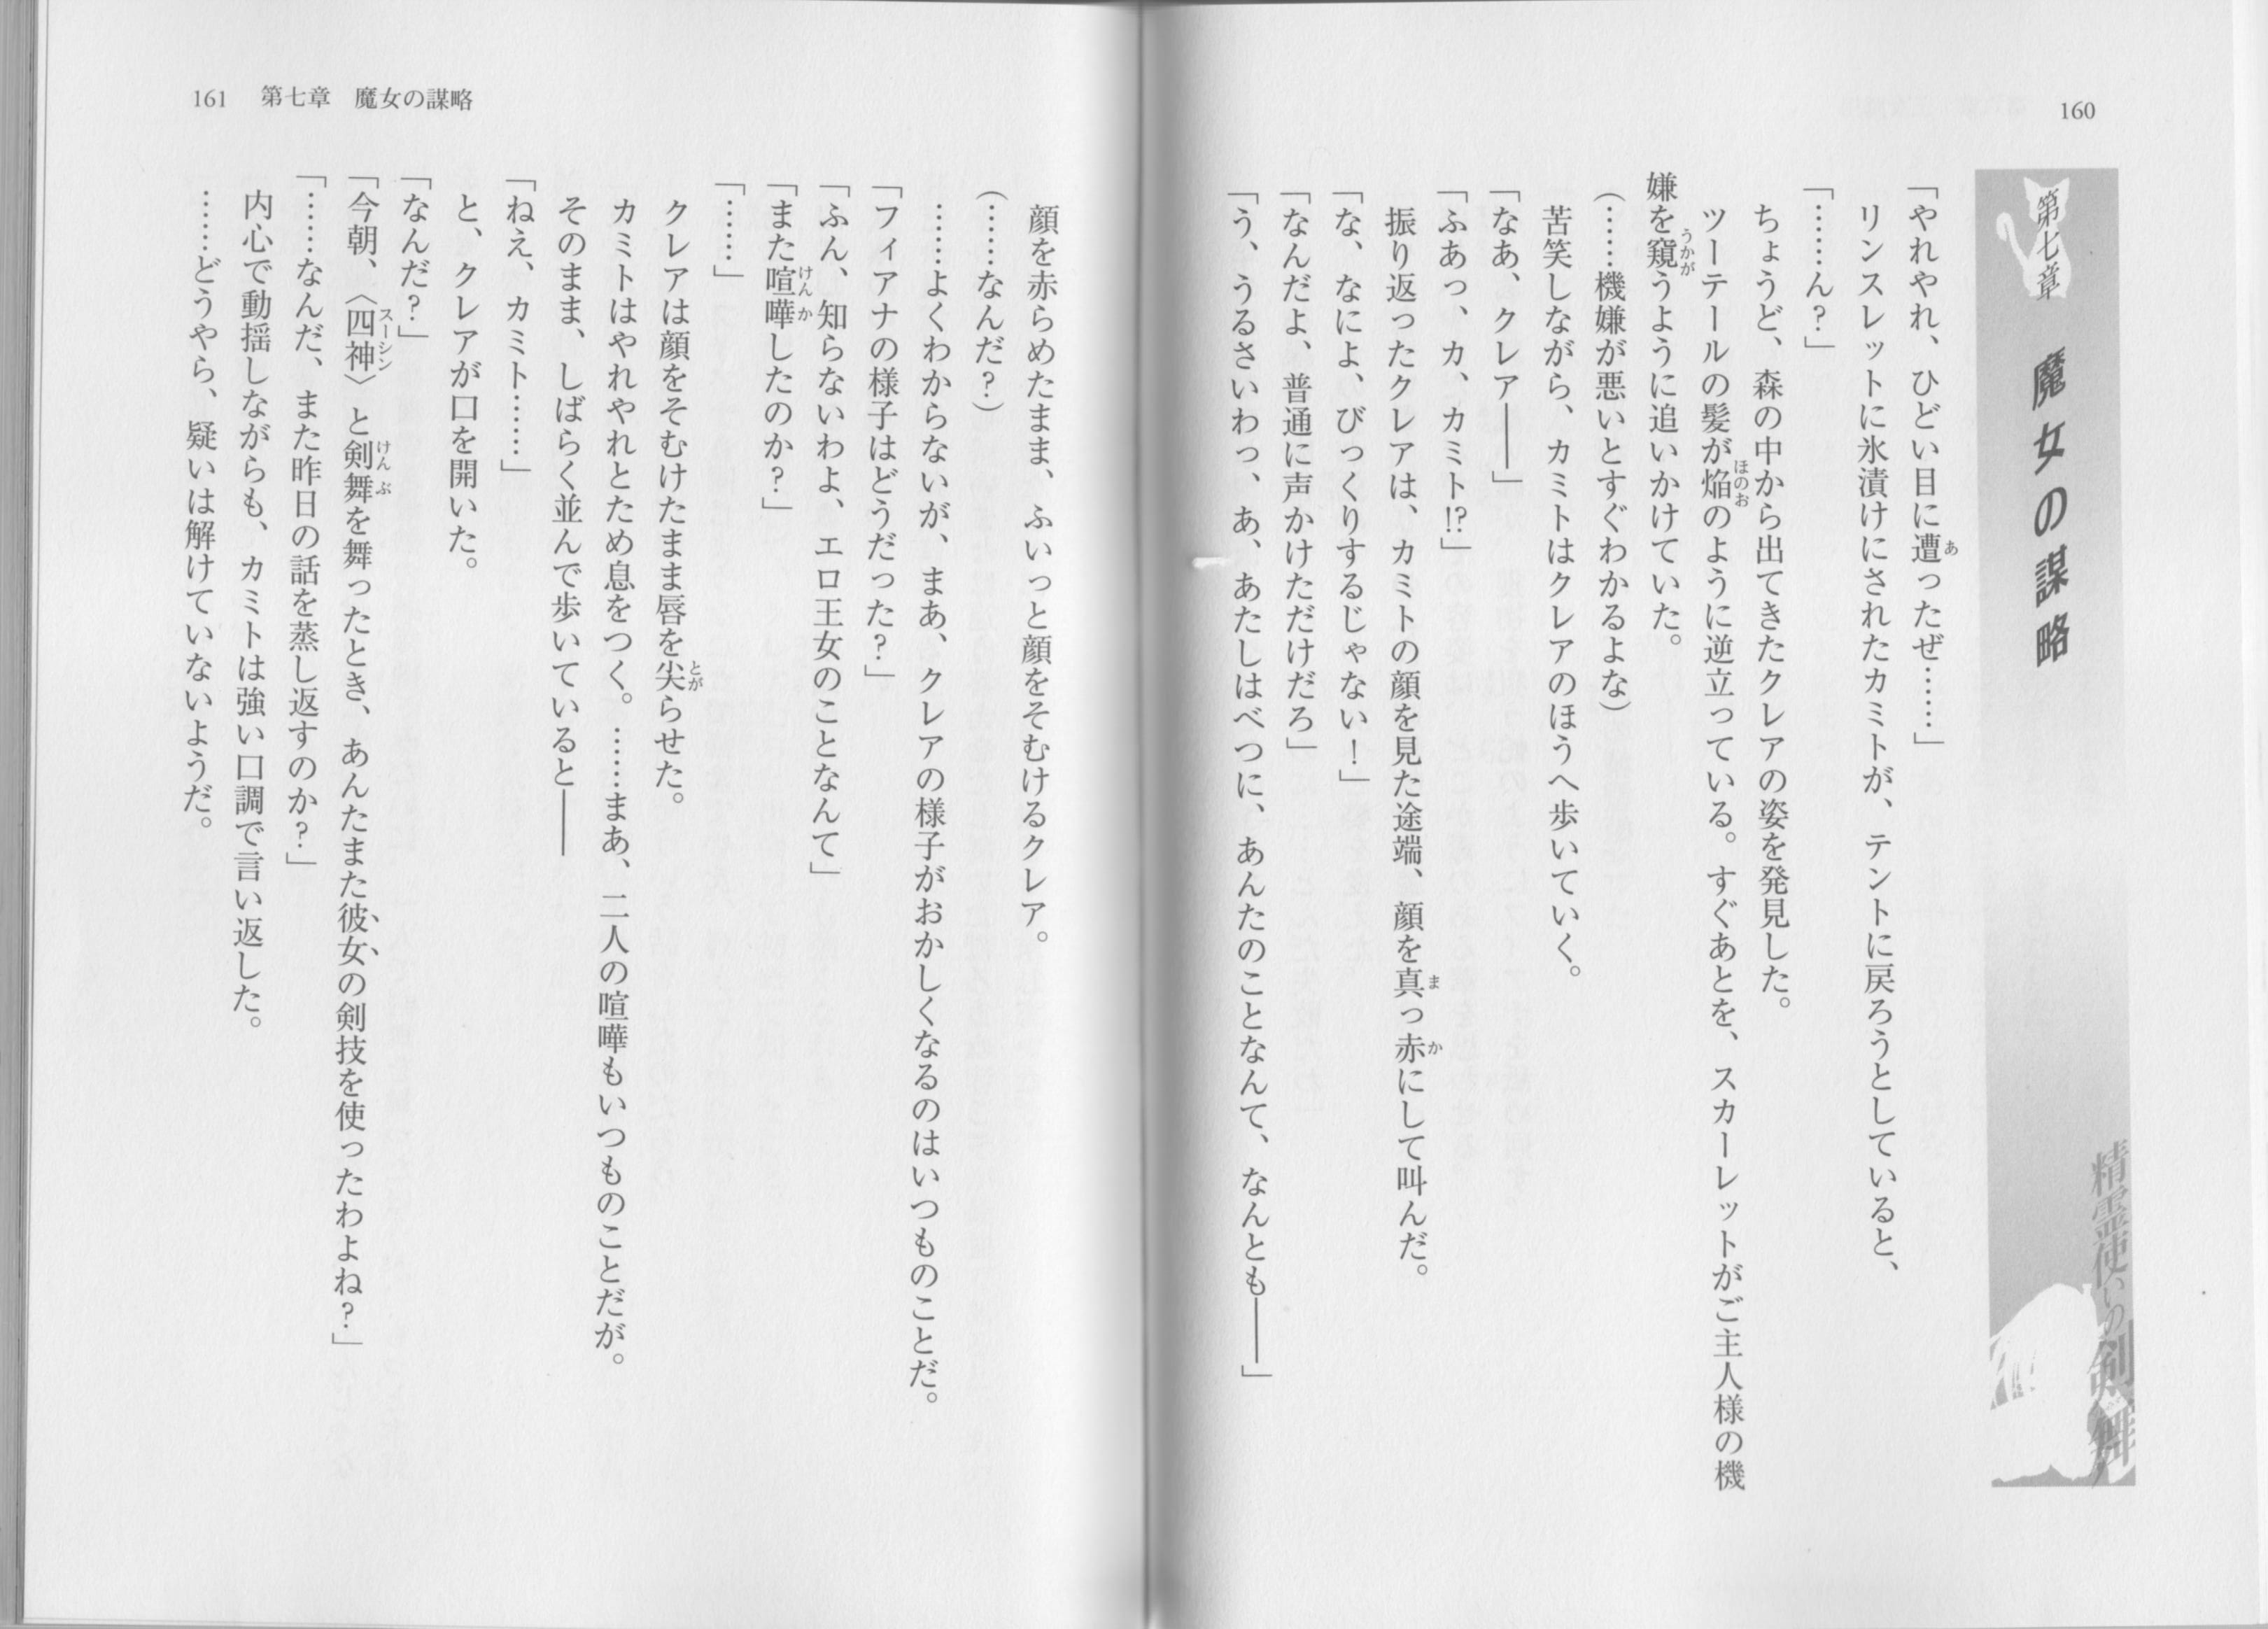 160
第七章 魔女の謀略
精霊使いの剣舞
「やれやれ、ひどい目に遭ったぜ……」
リンスレットに氷漬けにされたカミトが、テントに戻ろうとしていると、
「……ん?」
ちょうど、森の中から出てきたクレアの姿を発見した。
ツーテールの髪が焔のように逆立っている。すぐあとを、スカーレットがご主人様の機
嫌を窺うように追いかけていた。
(……機嫌が悪いとすぐわかるよな)
苦笑しながら、カミトはクレアのほうへ歩いていく。
「なあ、クレア――」
「ふあっ、カ、カミト!?」
振り返ったクレアは、カミトの顔を見た途端、顔を真っ赤にして叫んだ。
「な、なによ、びっくりするじゃない!」
「なんだよ、普通に声かけただけだろ」
「う、うるさいわっ、あ、あたしはべつに、あんたのことなんて、なんとも――」
161 第七章 魔女の謀略
顔を赤らめたまま、ふいっと顔をそむけるクレア。
(……なんだ?)
……よくわからないが、まあ、クレアの様子がおかしくなるのはいつものことだ。
「フィアナの様子はどうだった?」
「ふん、知らないわよ、エロ王女のことなんて」
「また喧嘩したのか?」
「……」
クレアは顔をそむけたまま唇を尖らせた。
カミトはやれやれとため息をつく。……まあ、二人の喧嘩もいつものことだが。
そのまま、しばらく並んで歩いていると――
「ねえ、カミト……」
と、クレアが口を開いた。
「なんだ?」
「今朝、〈四神〉と剣舞を舞ったとき、あんたまた彼女の剣技を使ったわよね?」
「……なんだ、また昨日の話を蒸し返すのか?」
内心で動揺しながらも、カミトは強い口調で言い返した。
……どうやら、疑いは解けていないようだ。